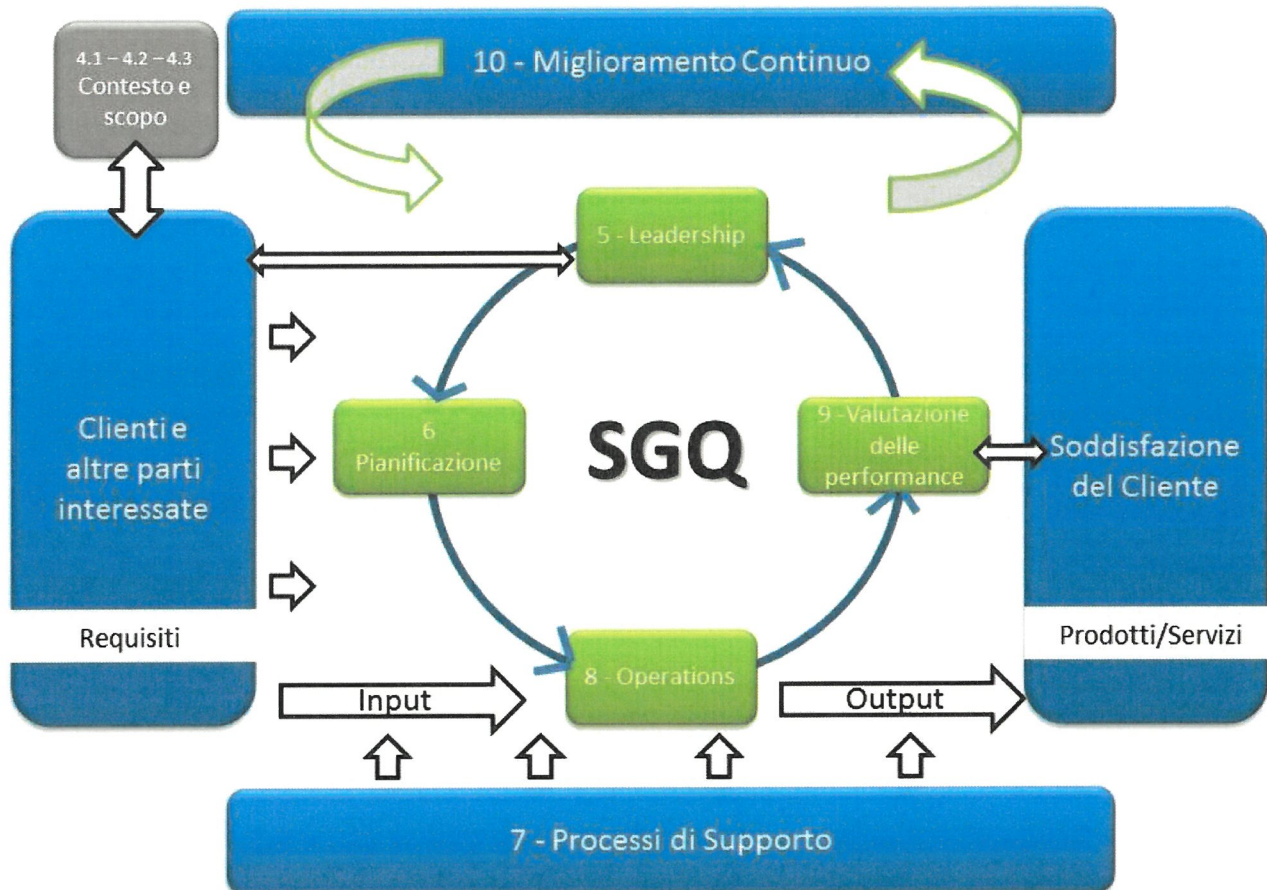 4.1 – 4.2 – 4.3
Contesto e
scopo
10 - Miglioramento Continuo
5 - Leadership
Clienti e
altre parti
interessate
Requisiti
6
Pianificazione
SGQ
9 - Valutazione
delle
performance
Soddisfazione
del Cliente
Prodotti/Servizi
8 - Operations
Input
Output
7 - Processi di Supporto